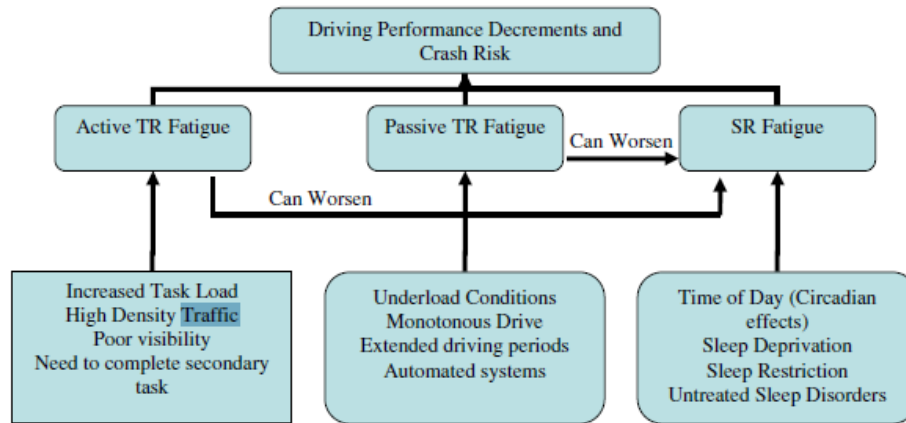 Driving Performance Decrements and
Crash Risk
Active TR Fatigue
Passive TR Fatigue
SR Fatigue
Can Worsen
Can Worsen
Increased Task Load
High Density Traffic
Poor visibility
Need to complete secondary
task
Underload Conditions
Monotonous Drive
Extended driving periods
Automated systems
Time of Day (Circadian
effects)
Sleep Deprivation
Sleep Restriction
Untreated Sleep Disorders